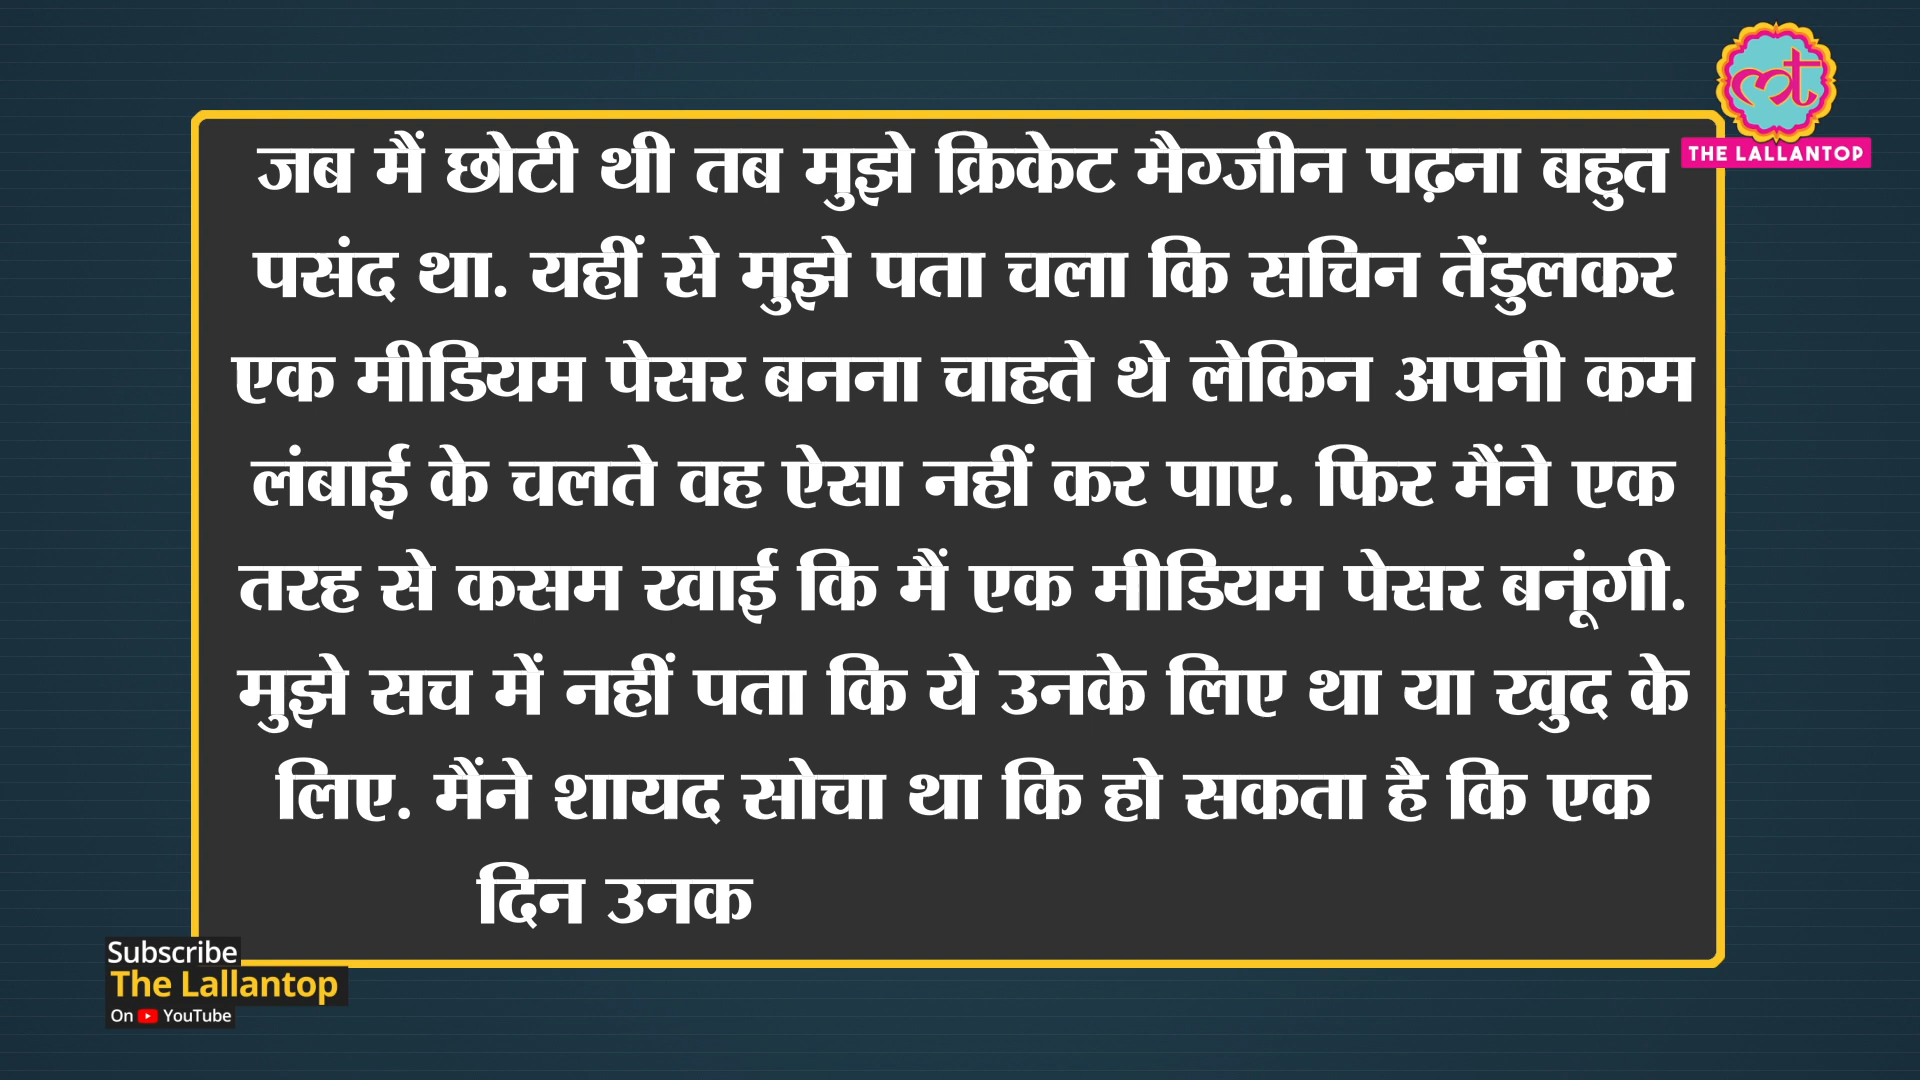 THE LALLANTOP
जब मैं छोटी थी तब मुझे क्रिकेट मैग्जीन पढ़ना बहुत
पसंद था. यहीं से मुझे पता चला कि सचिन तेंडुलकर
एक मीडियम पेसर बनना चाहते थे लेकिन अपनी कम
लंबाई के चलते वह ऐसा नहीं कर पाए. फिर मैंने एक
तरह से कसम खाई कि मैं एक मीडियम पेसर बनूंगी.
मुझे सच में नहीं पता कि ये उनके लिए था या खुद के
लिए. मैंने शायद सोचा था कि हो सकता है कि एक
दिन उनक
Subscribe
The Lallantop
On YouTube